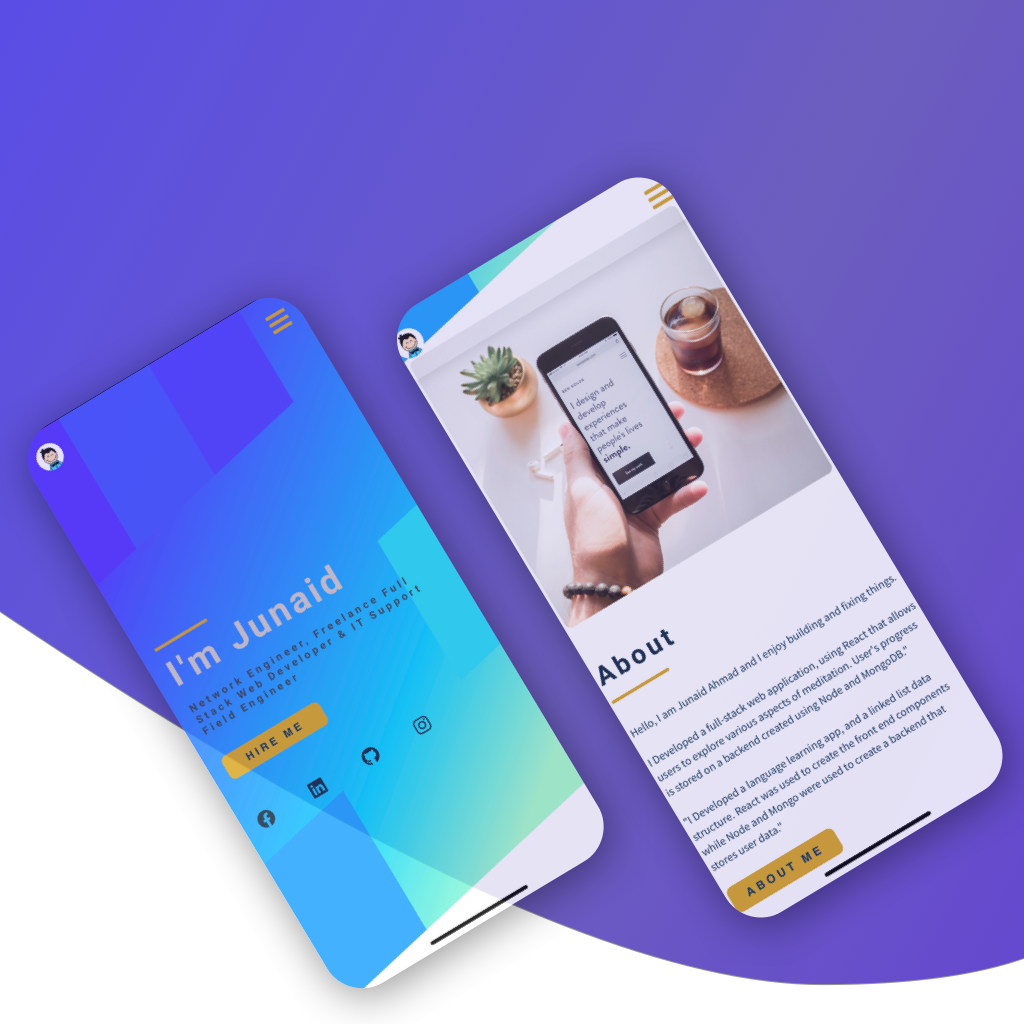 I'm Junaid
Network Engineer, Freelance Full
Stack Web Developer & IT Support
Field Engineer
HIRE ME
I design and
develop
experiences
that make
people's lives
simple.
About
Hello, I am Junaid Ahmad and I enjoy building and fixing things.
I Developed a full-stack web application, using React that allows
users to explore various aspects of meditation. User's progress
is stored on a backend created using Node and MongoDB."
"I Developed a language learning app, and a linked list data
structure. React was used to create the front end components
while Node and Mongo were used to create a backend that
stores user data."
ABOUT ME